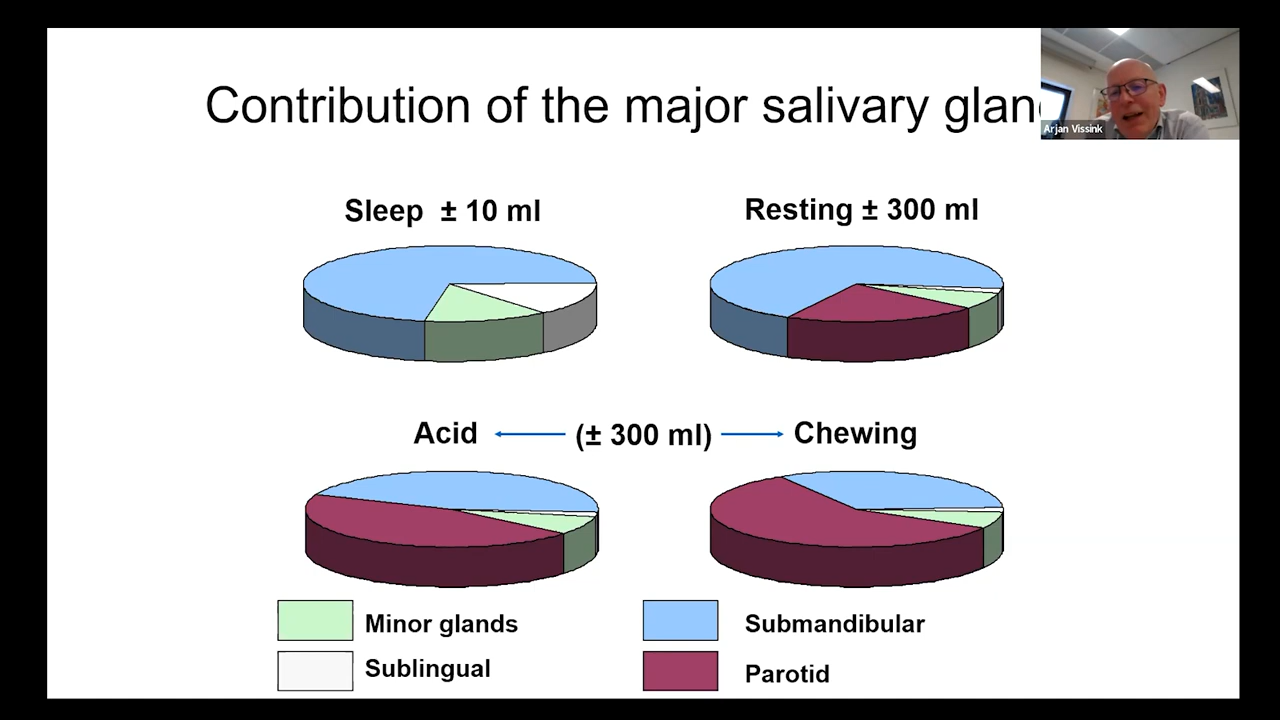 Contribution of the major salivary
Arjan Vissink
Sleep ± 10 ml
Resting ± 300 ml
Acid (± 300 ml) Chewing
Minor glands
Submandibular
Sublingual
Parotid